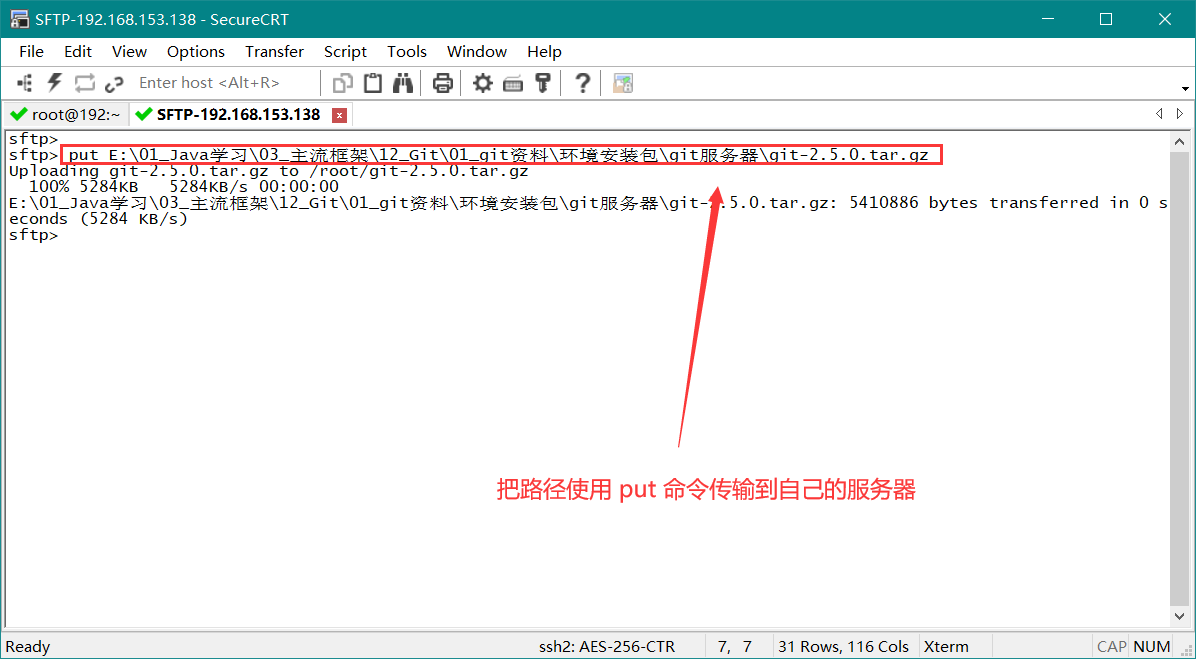 SFTP-192.168.153.138 - SecureCRT
File Edit View Options Transfer Script Tools Window Help
Enter host <Alt+R>
root@192:~ SFTP-192.168.153.138
sftp>
sftp> put E:\01_Java学习\03_主流框架\12_Git\01_git资料\环境安装包\git服务器\git-2.5.0.tar.gz
Uploading git-2.5.0.tar.gz to /root/git-2.5.0.tar.gz
100% 5284KB 5284KB/s 00:00:00
E:\01_Java学习\03_主流框架\12_Git\01_git资料\环境安装包\git服务器\git-2.5.0.tar.gz: 5410886 bytes transferred in 0 s
econds (5284 KB/s)
sftp>
把路径使用 put 命令传输到自己的服务器
Ready ssh2: AES-256-CTR 7, 7 31 Rows, 116 Cols Xterm CAP NUM